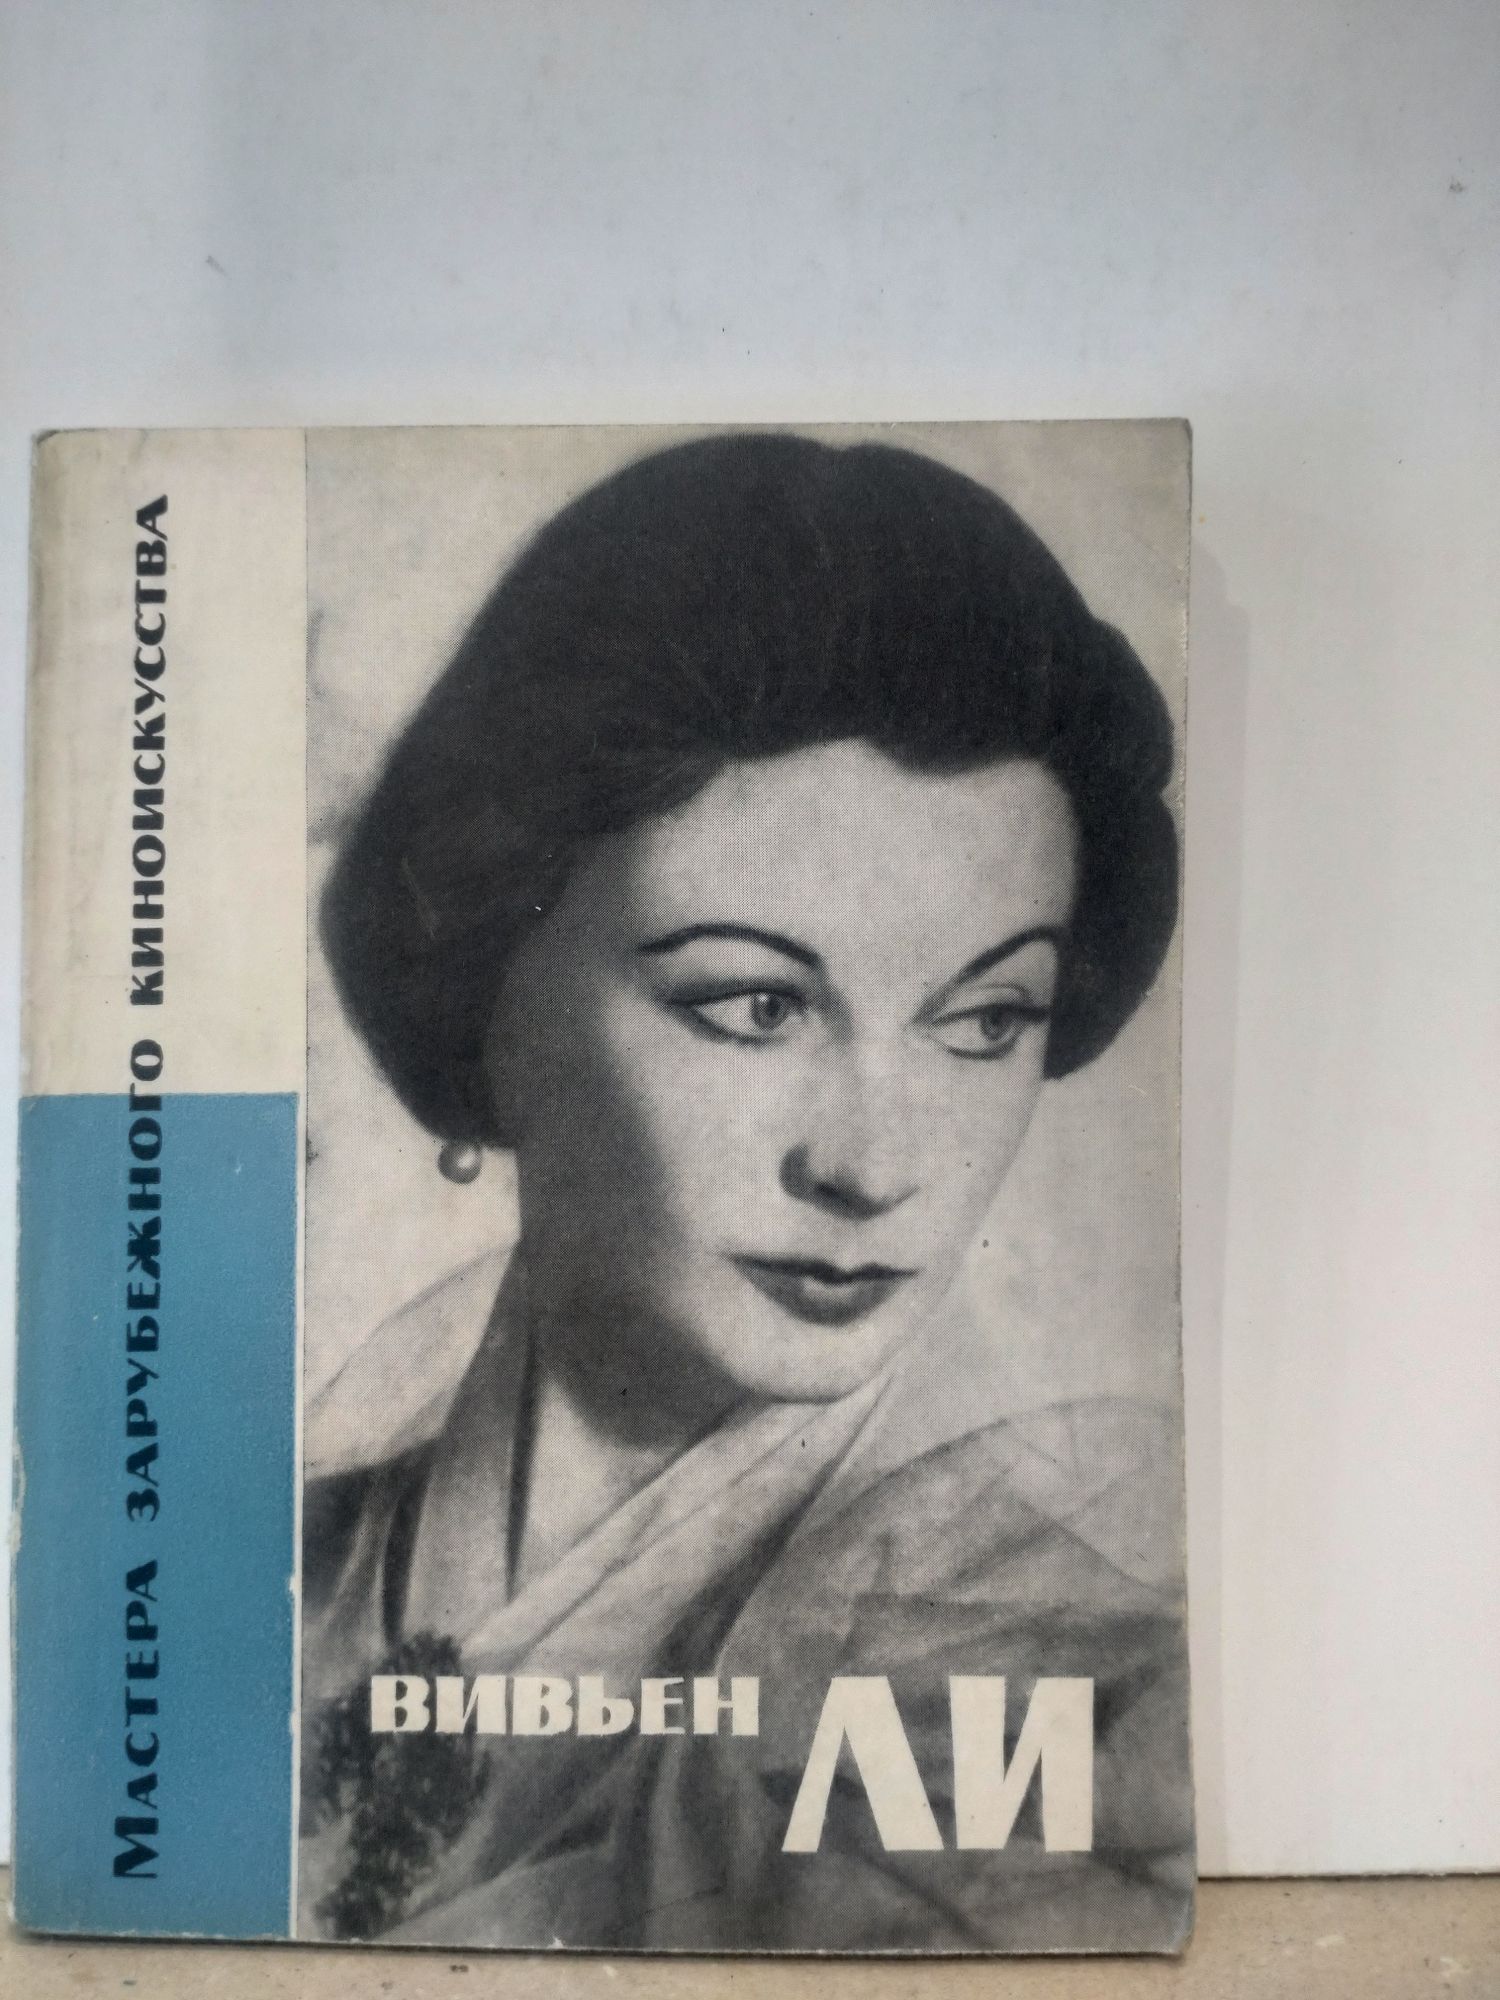 Мастера зарубежного киноискусства
ВИВЬЕН
ЛИ